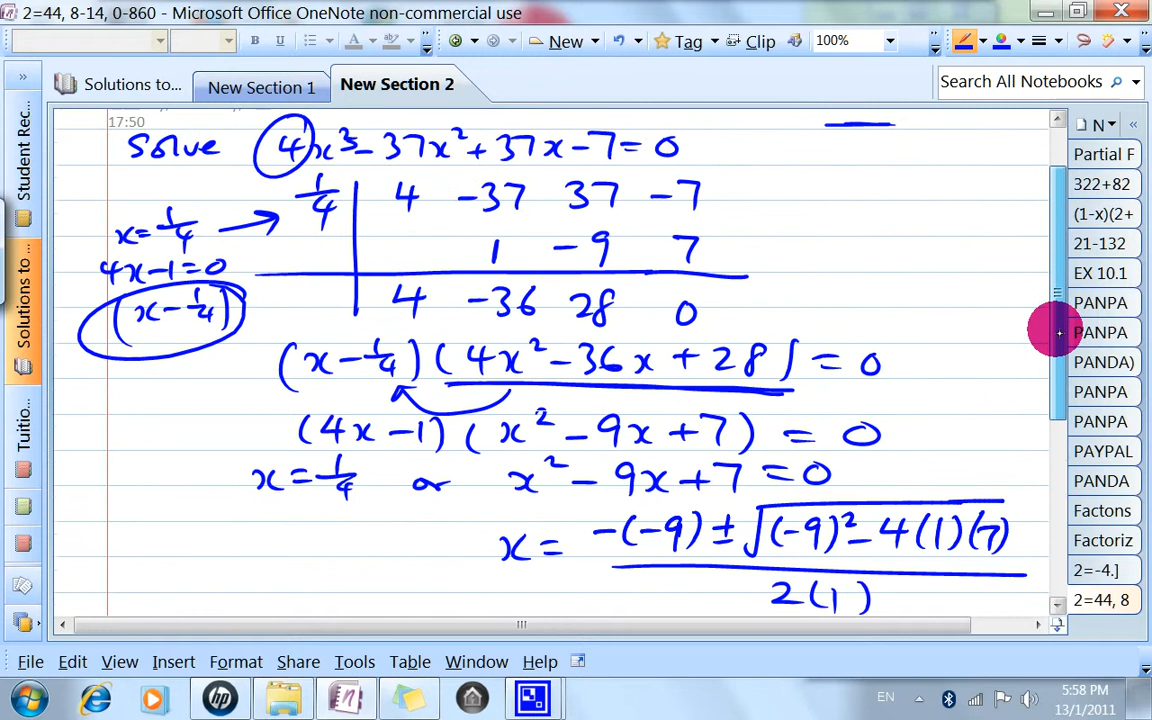 2=44, 8-14, 0-860 - Microsoft Office OneNote non-commercial use
B U New Tag Clip 100%
Solutions to... New Section 1 New Section 2 Search All Notebooks
Student Rec...
Solutions to...
Tuitio...
17:50
Solve 4x³ - 37x² + 37x - 7 = 0
1/4 | 4 -37 37 -7
x = 1/4 → 1 -9 7
4x - 1 = 0
(x - 1/4) 4 -36 28 0
(x - 1/4) (4x² - 36x + 28) = 0
(4x - 1) (x² - 9x + 7) = 0
x = 1/4 or x² - 9x + 7 = 0
x = -(-9) ± √(-9)² - 4(1)(7)
2(1)
N
Partial F
322+82
(1-x)(2+
21-132
EX 10.1
PANPA
PANPA
PANDA)
PANPA
PANPA
PAYPAL
PANDA
Factons
Factoriz
2=-4.]
2=44, 8
File Edit View Insert Format Share Tools Table Window Help
EN 5:58 PM
13/1/2011